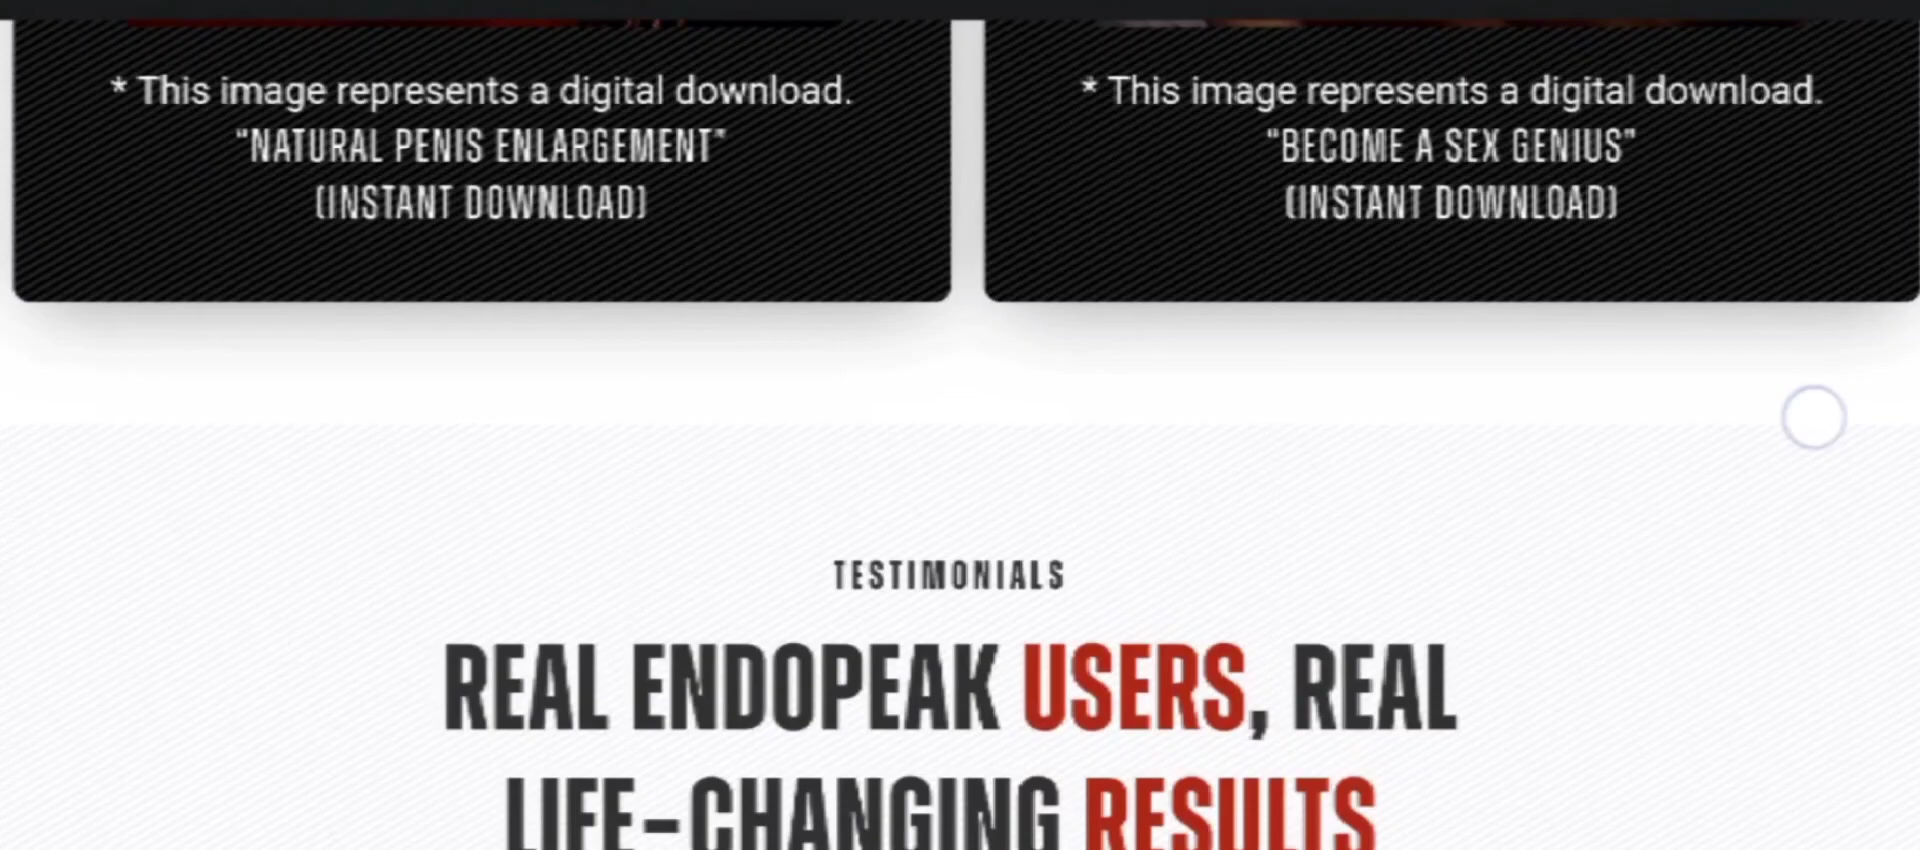 * This image represents a digital download.
“NATURAL PENIS ENLARGEMENT”
(INSTANT DOWNLOAD)
* This image represents a digital download.
“BECOME A SEX GENIUS”
(INSTANT DOWNLOAD)
TESTIMONIALS
REAL ENDOPEAK USERS, REAL
LIFE-CHANGING RESULTS